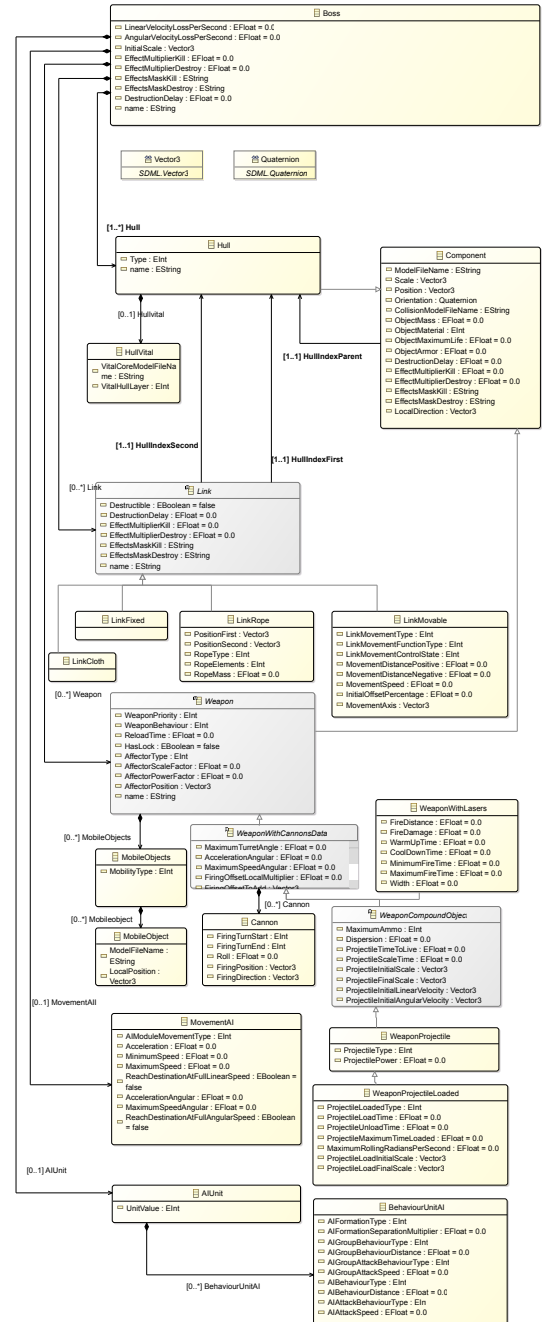 Boss
LinearVelocityLossPerSecond : EFloat = 0.0
AngularVelocityLossPerSecond : EFloat = 0.0
InitialScale : Vector3
EffectMultiplierKill : EFloat = 0.0
EffectMultiplierDestroy : EFloat = 0.0
EffectsMaskKill : EString
EffectsMaskDestroy : EString
DestructionDelay : EFloat = 0.0
name : EString
Vector3
SDML.Vector3
Quaternion
SDML.Quaternion
[1..*] Hull
Hull
Type : EInt
name : EString
Component
ModelFileName : EString
Scale : Vector3
Position : Vector3
Orientation : Quaternion
CollisionModelFileName : EString
ObjectMass : EFloat = 0.0
ObjectMaterial : EInt
ObjectMaximumLife : EFloat = 0.0
ObjectArmor : EFloat = 0.0
DestructionDelay : EFloat = 0.0
EffectMultiplierKill : EFloat = 0.0
EffectMultiplierDestroy : EFloat = 0.0
EffectsMaskKill : EString
EffectsMaskDestroy : EString
LocalDirection : Vector3
[0..1] Hullvital
HullVital
VitalCoreModelFileNa
me : EString
VitalHullLayer : EInt
[1..1] HullIndexParent
[1..1] HullIndexSecond
[1..1] HullIndexFirst
[0..*] Link
Link
Destructible : EBoolean = false
DestructionDelay : EFloat = 0.0
EffectMultiplierKill : EFloat = 0.0
EffectMultiplierDestroy : EFloat = 0.0
EffectsMaskKill : EString
EffectsMaskDestroy : EString
name : EString
LinkFixed
LinkCloth
LinkRope
PositionFirst : Vector3
PositionSecond : Vector3
RopeType : EInt
RopeElements : EInt
RopeMass : EFloat = 0.0
LinkMovable
LinkMovementType : EInt
LinkMovementFunctionType : EInt
LinkMovementControlState : EInt
MovementDistancePositive : EFloat = 0.0
MovementDistanceNegative : EFloat = 0.0
MovementSpeed : EFloat = 0.0
InitialOffsetPercentage : EFloat = 0.0
MovementAxis : Vector3
[0..*] Weapon
Weapon
WeaponPriority : EInt
WeaponBehaviour : EInt
ReloadTime : EFloat = 0.0
HasLock : EBoolean = false
AffectorType : EInt
AffectorScaleFactor : EFloat = 0.0
AffectorPowerFactor : EFloat = 0.0
AffectorPosition : Vector3
name : EString
[0..*] MobileObjects
MobileObjects
MobilityType : EInt
[0..*] Mobileobject
MobileObject
ModelFileName :
EString
LocalPosition :
Vector3
WeaponWithCannonsData
MaximumTurretAngle : EFloat = 0.0
AccelerationAngular : EFloat = 0.0
MaximumSpeedAngular : EFloat = 0.0
FiringOffsetLocalMultiplier : EFloat = 0.0
FiringOffsetToAdd : Vector3
[0..*] Cannon
Cannon
FiringTurnStart : EInt
FiringTurnEnd : EInt
Roll : EFloat = 0.0
FiringPosition : Vector3
FiringDirection : Vector3
WeaponWithLasers
FireDistance : EFloat = 0.0
FireDamage : EFloat = 0.0
WarmUpTime : EFloat = 0.0
CoolDownTime : EFloat = 0.0
MinimumFireTime : EFloat = 0.0
MaximumFireTime : EFloat = 0.0
Width : EFloat = 0.0
WeaponCompoundObjec
MaximumAmmo : EInt
Dispersion : EFloat = 0.0
ProjectileTimeToLive : EFloat = 0.0
ProjectileScaleTime : EFloat = 0.0
ProjectileInitialScale : Vector3
ProjectileFinalScale : Vector3
ProjectileInitialLinearVelocity : Vector3
ProjectileInitialAngularVelocity : Vector3
WeaponProjectile
ProjectileType : EInt
ProjectilePower : EFloat = 0.0
WeaponProjectileLoaded
ProjectileLoadedType : EInt
ProjectileLoadTime : EFloat = 0.0
ProjectileUnloadTime : EFloat = 0.0
ProjectileMaximumTimeLoaded : EFloat = 0.0
MaximumRollingRadiansPerSecond : EFloat = 0.0
ProjectileLoadInitialScale : Vector3
ProjectileLoadFinalScale : Vector3
[0..1] MovementAII
MovementAI
AIModuleMovementType : EInt
Acceleration : EFloat = 0.0
MinimumSpeed : EFloat = 0.0
MaximumSpeed : EFloat = 0.0
ReachDestinationAtFullLinearSpeed : EBoolean =
false
AccelerationAngular : EFloat = 0.0
MaximumSpeedAngular : EFloat = 0.0
ReachDestinationAtFullAngularSpeed : EBoolean
= false
[0..1] AIUnit
AIUnit
UnitValue : EInt
[0..*] BehaviourUnitAI
BehaviourUnitAI
AIFormationType : EInt
AIFormationSeparationMultiplier : EFloat = 0.0
AIGroupBehaviourType : EInt
AIGroupBehaviourDistance : EFloat = 0.0
AIGroupAttackBehaviourType : EInt
AIGroupAttackSpeed : EFloat = 0.0
AIBehaviourType : EInt
AIBehaviourDistance : EFloat = 0.0
AIAttackBehaviourType : EIn
AIAttackSpeed : EFloat = 0.0